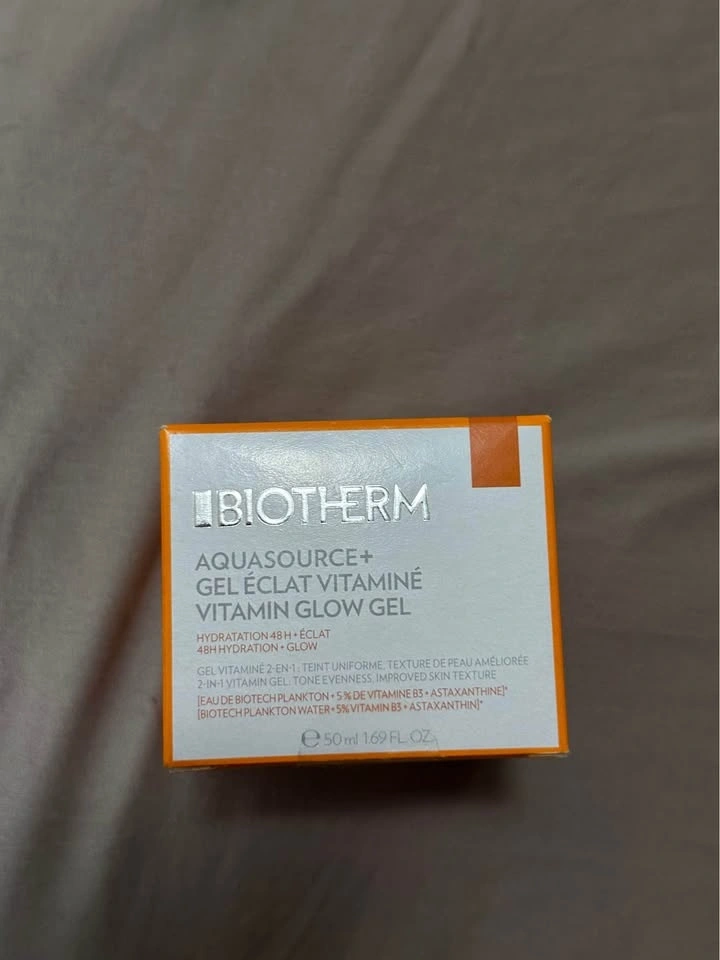 BIOTHERM
AQUASOURCE+
GEL ÉCLAT VITAMINÉ
VITAMIN GLOW GEL
HYDRATATION 48 H + ÉCLAT
48H HYDRATION + GLOW
GEL VITAMINÉ 2-EN-1 : TEINT UNIFORME, TEXTURE DE PEAU AMÉLIORÉE
2-IN-1 VITAMIN GEL: TONE EVENNESS, IMPROVED SKIN TEXTURE
[EAU DE BIOTECH PLANKTON + 5 % DE VITAMINE B3 + ASTAXANTHINE]*
[BIOTECH PLANKTON WATER + 5% VITAMIN B3 + ASTAXANTHIN]*
℮ 50 ml 1.69 FL. OZ.